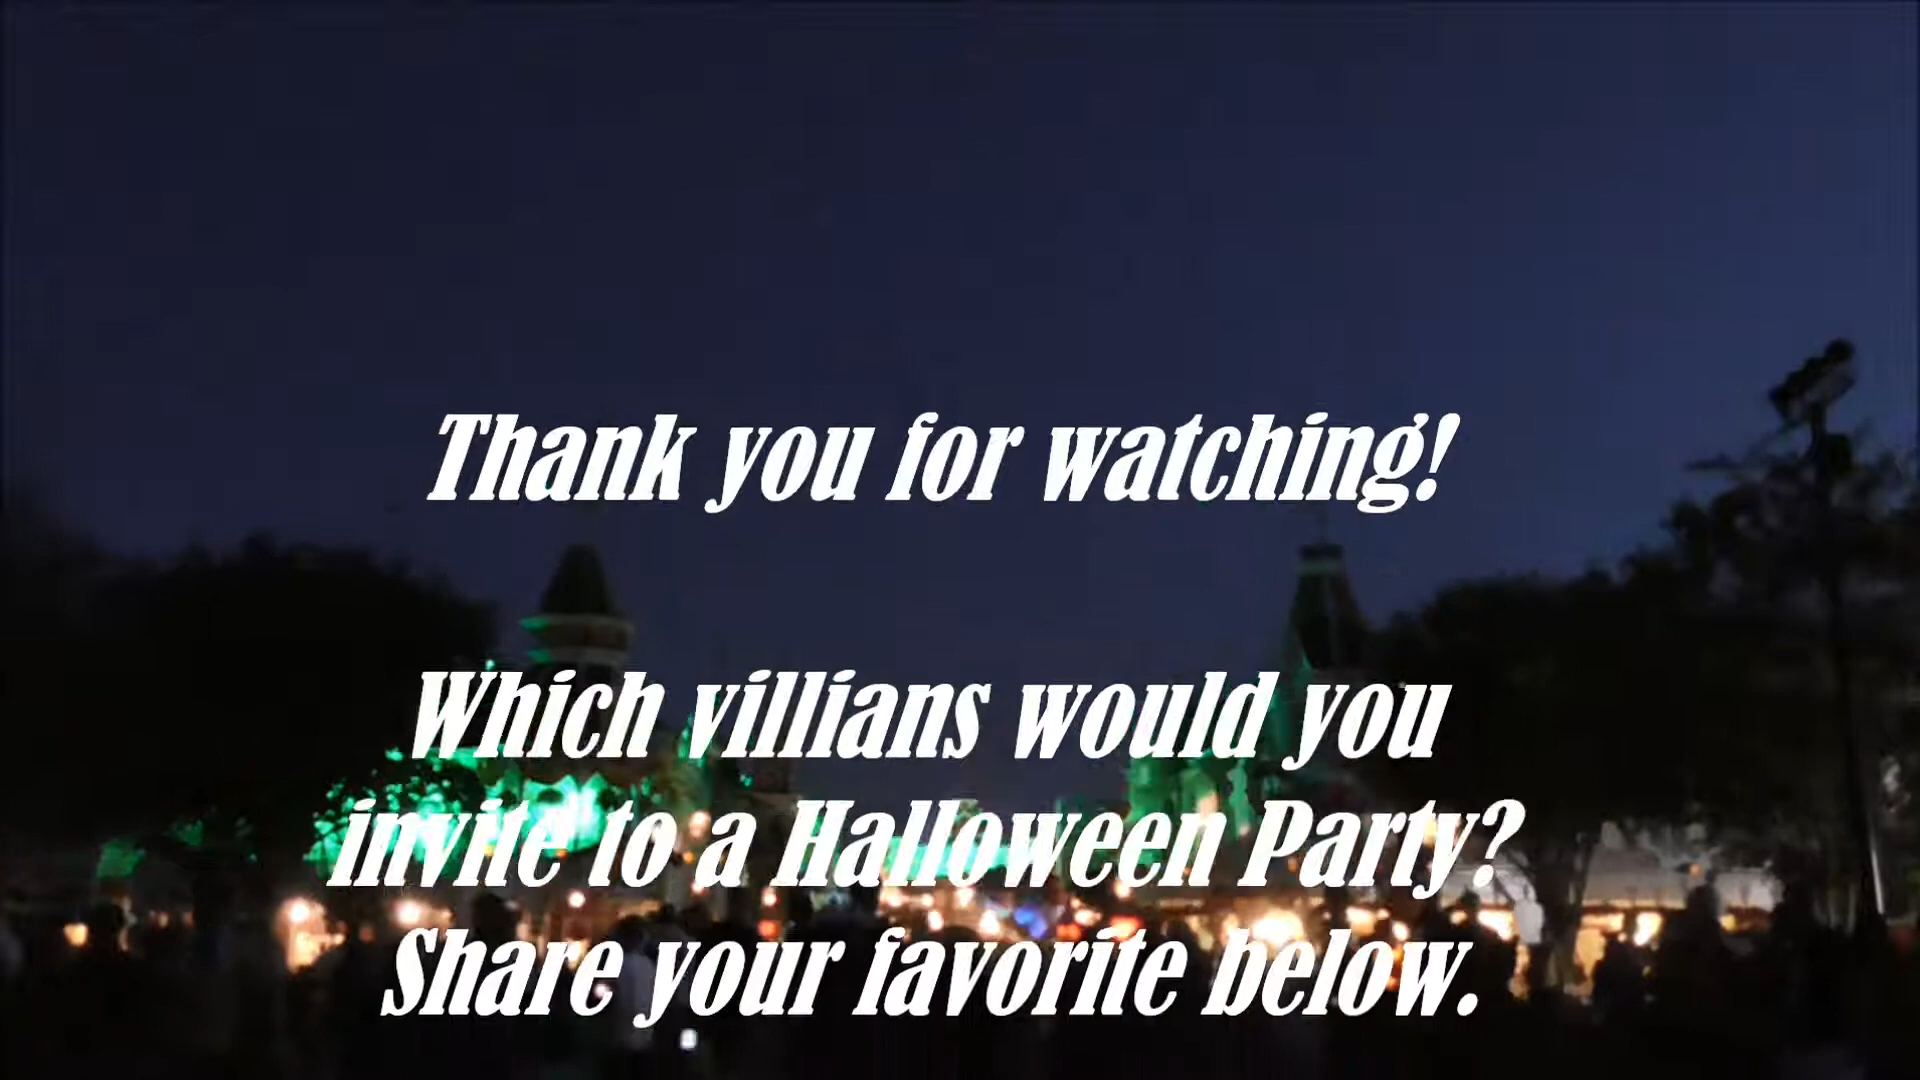 Thank you for watching!
Which villians would you
invite to a Halloween Party?
Share your favorite below.